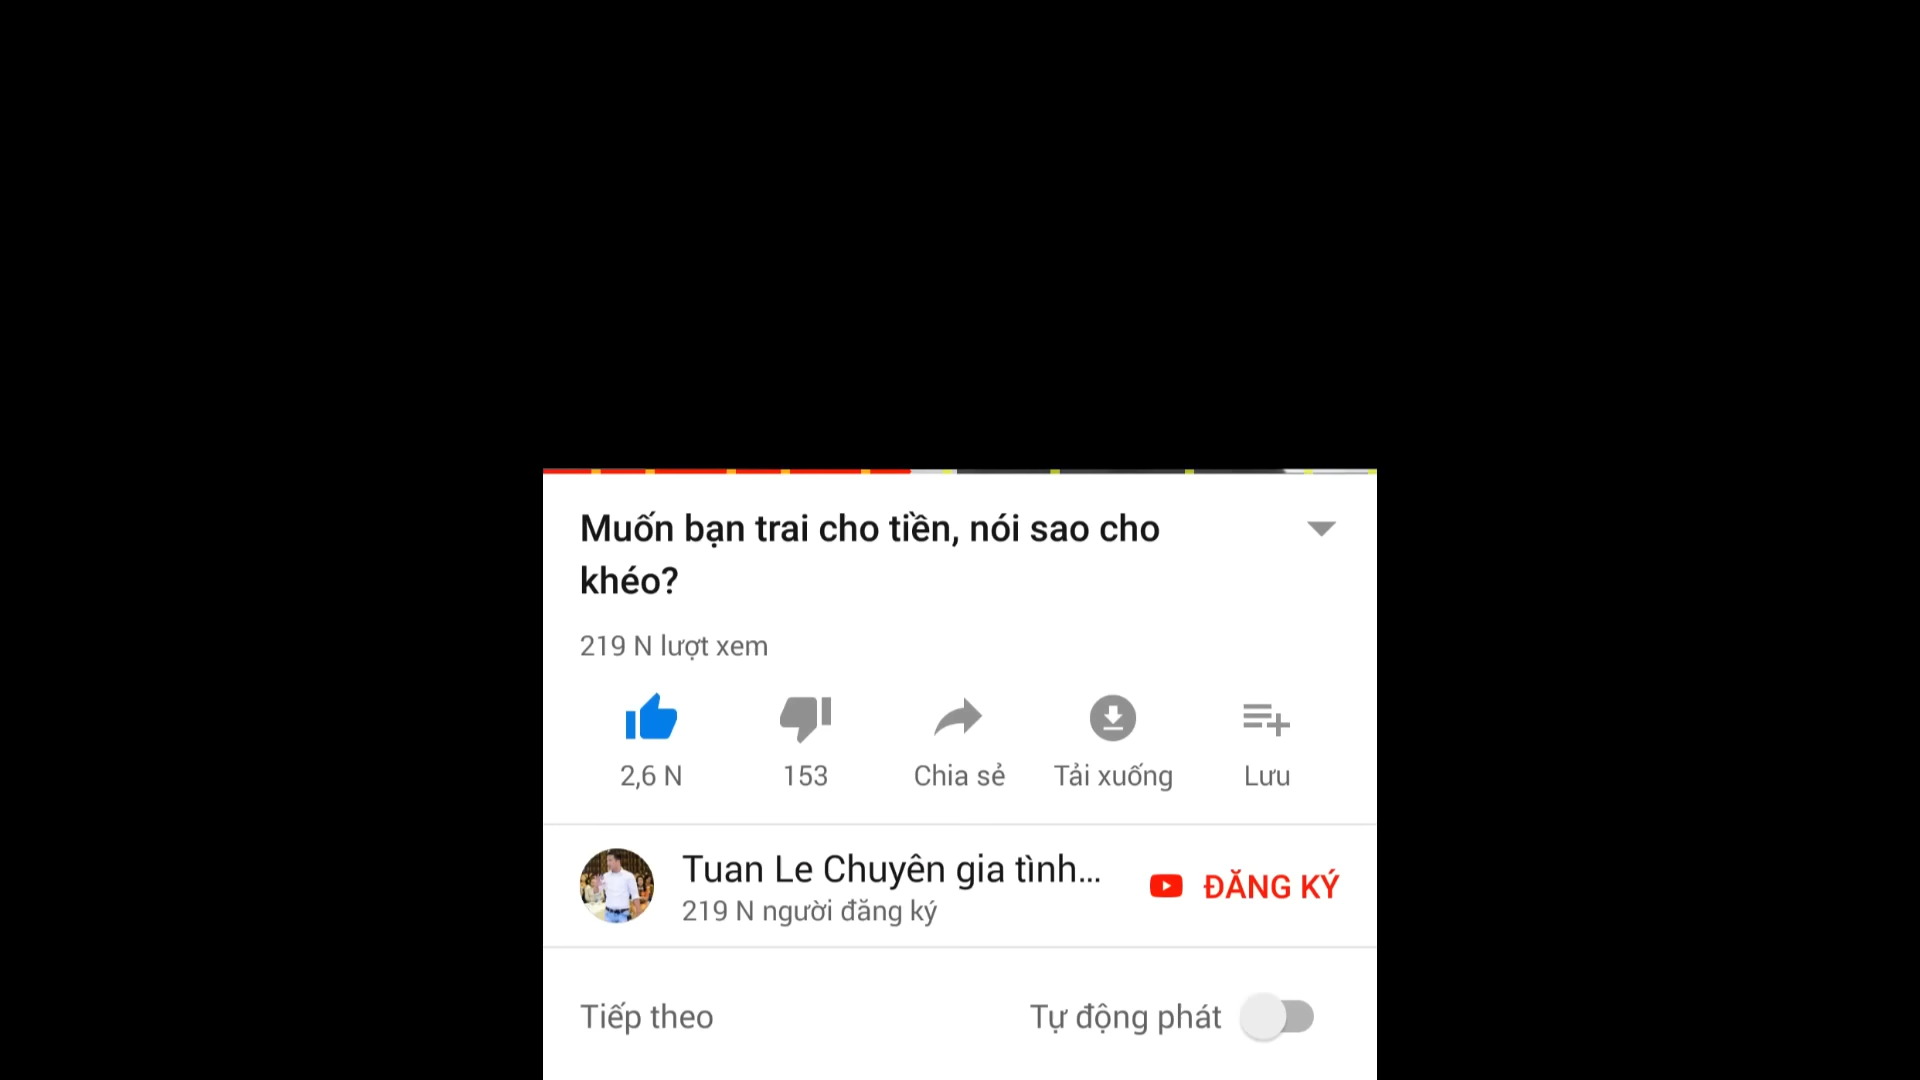 Muốn bạn trai cho tiền, nói sao cho
khéo?
219 N lượt xem
2,6 N
153
Chia sẻ
Tải xuống
Lưu
Tuan Le Chuyên gia tình...
219 N người đăng ký
ĐĂNG KÝ
Tiếp theo
Tự động phát